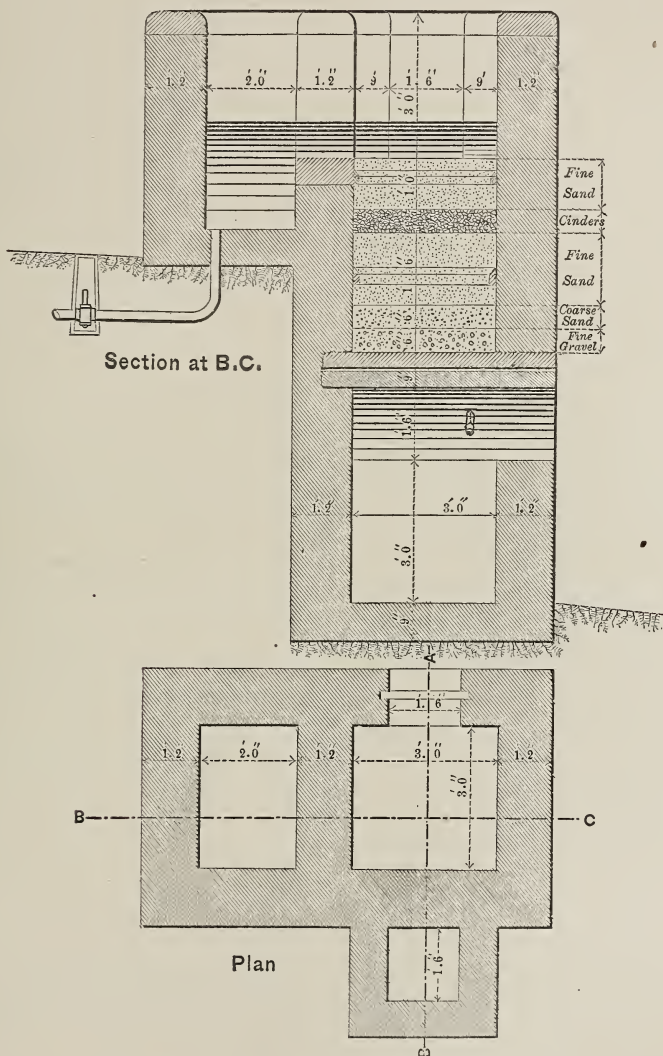 1.2
2.'0"
1.'2"
9'
1.'6"
9'
1.'2"
3.'0"
Fine
Sand
1.'0"
Cinders
Fine
Sand
1.'6"
Coarse
Sand
6"
Fine
Gravel
6"
Section at B.C.
9"
1.'6"
1.'2"
3.'0"
1.'2"
3.'0"
9"
A
1.'6"
1.2
2.'0"
1.'2
3.'0"
1.2
3.'0"
B
C
Plan
1.'6"